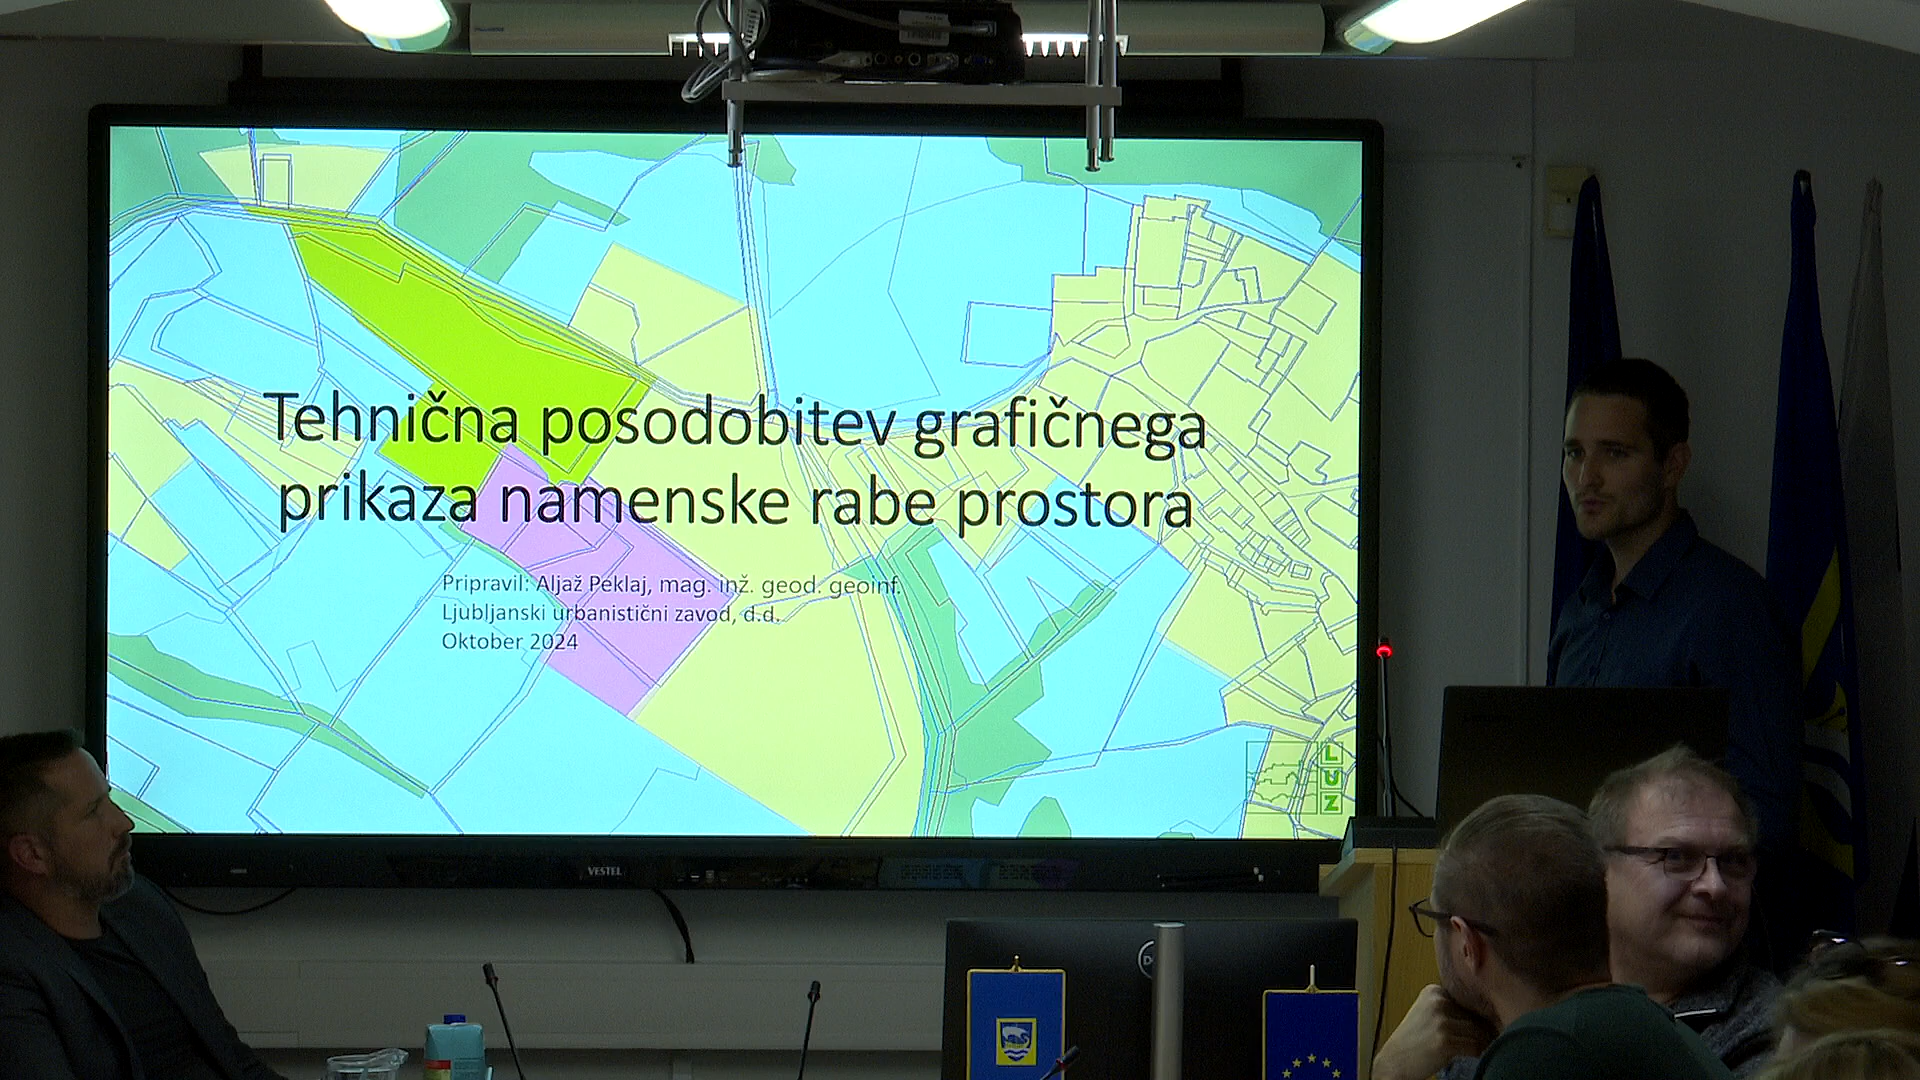 Tehnična posodobitev grafičnega
prikaza namenske rabe prostora
Pripravil: Aljaž Peklaj, mag. inž. geod. geoinf.
Ljubljanski urbanistični zavod, d.d.
Oktober 2024
L
U
Z
VESTEL